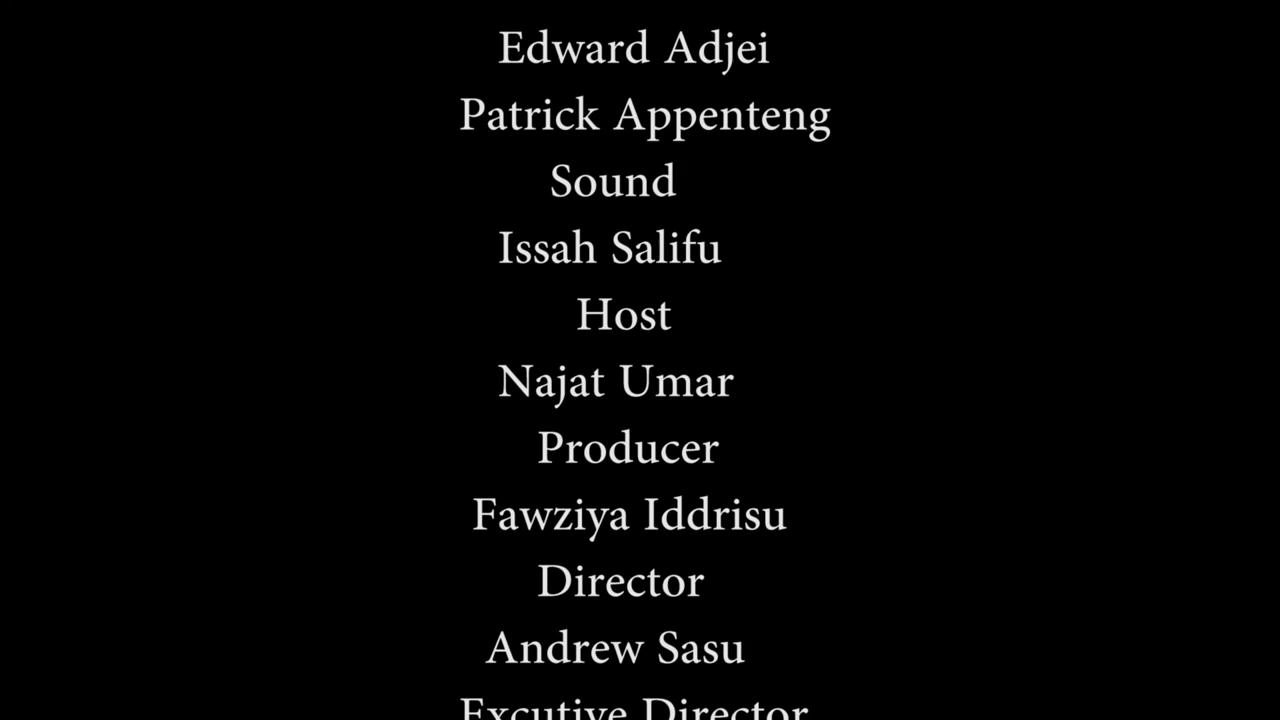 Edward Adjei
Patrick Appenteng
Sound
Issah Salifu
Host
Najat Umar
Producer
Fawziya Iddrisu
Director
Andrew Sasu
Excutive Director